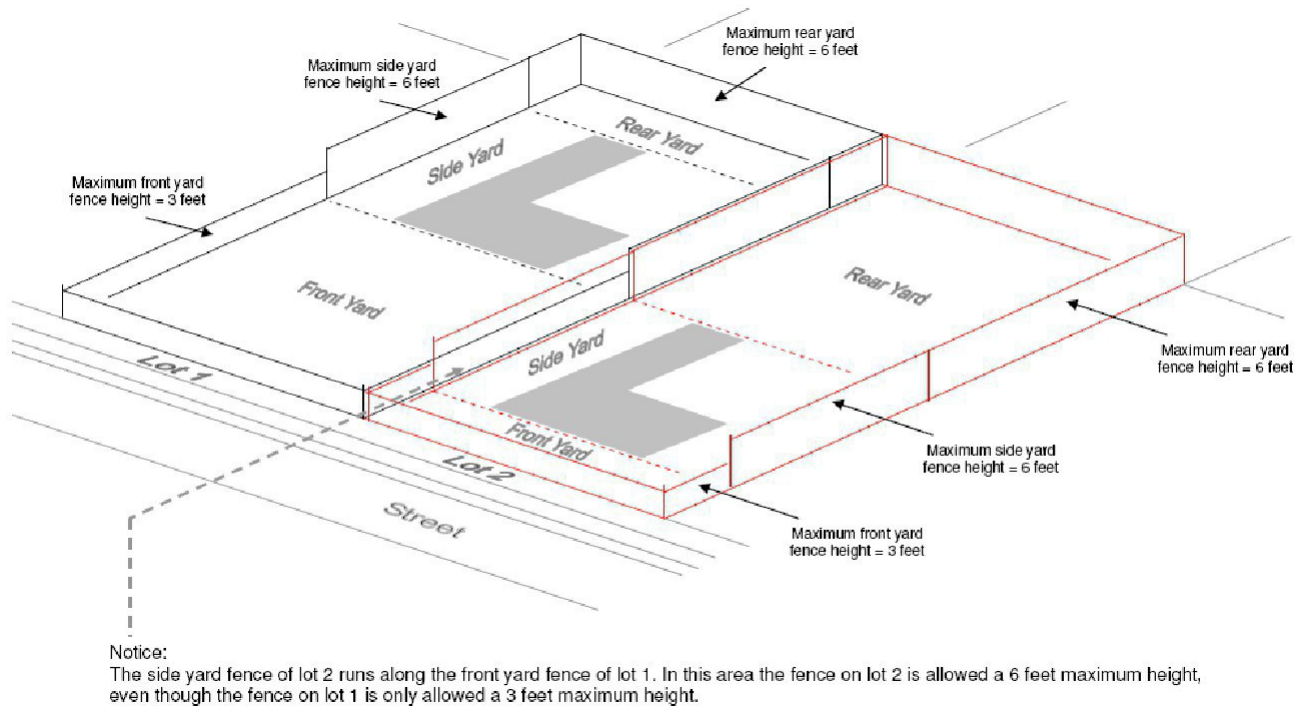 Maximum rear yard
fence height = 6 feet
Maximum side yard
fence height = 6 feet
Rear Yard
Side Yard
Maximum front yard
fence height = 3 feet
Front Yard
Rear Yard
Side Yard
Maximum rear yard
fence height = 6 feet
Lot 1
Front Yard
Maximum side yard
fence height = 6 feet
Lot 2
Street
Maximum front yard
fence height = 3 feet
Notice:
The side yard fence of lot 2 runs along the front yard fence of lot 1. In this area the fence on lot 2 is allowed a 6 feet maximum height,
even though the fence on lot 1 is only allowed a 3 feet maximum height.